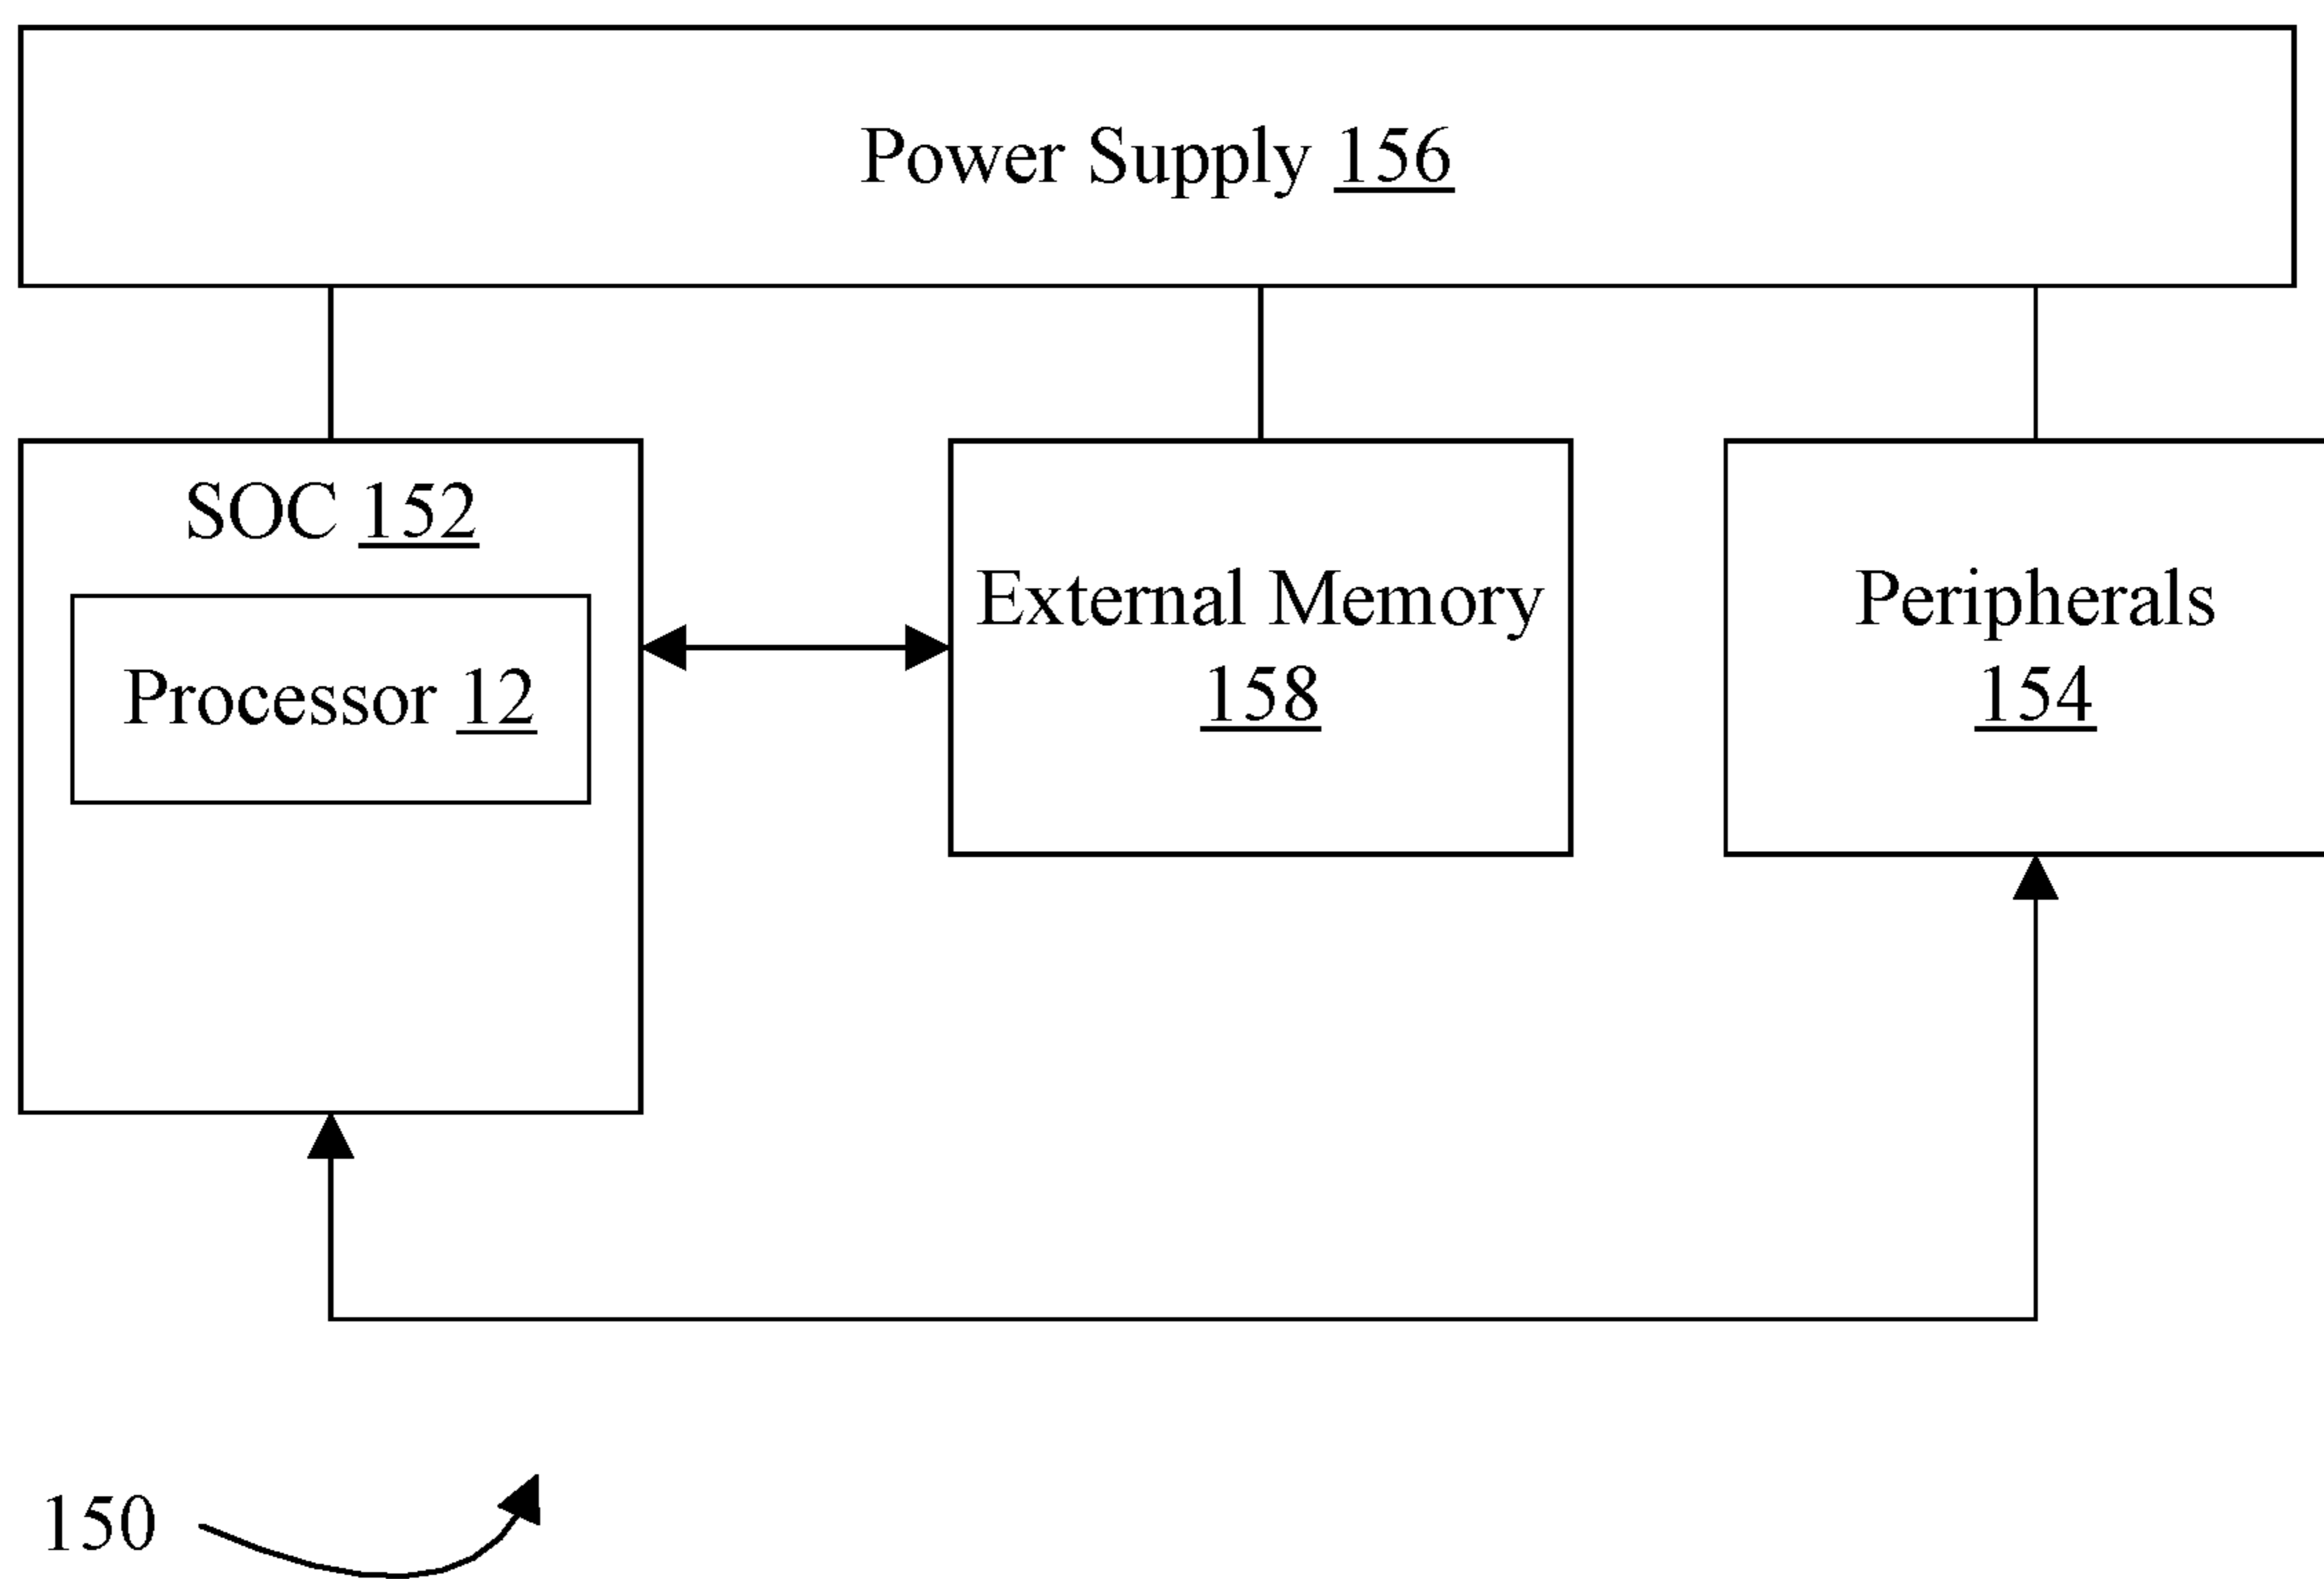 Power Supply 156
SOC 152
Processor 12
External Memory
158
Peripherals
154
150